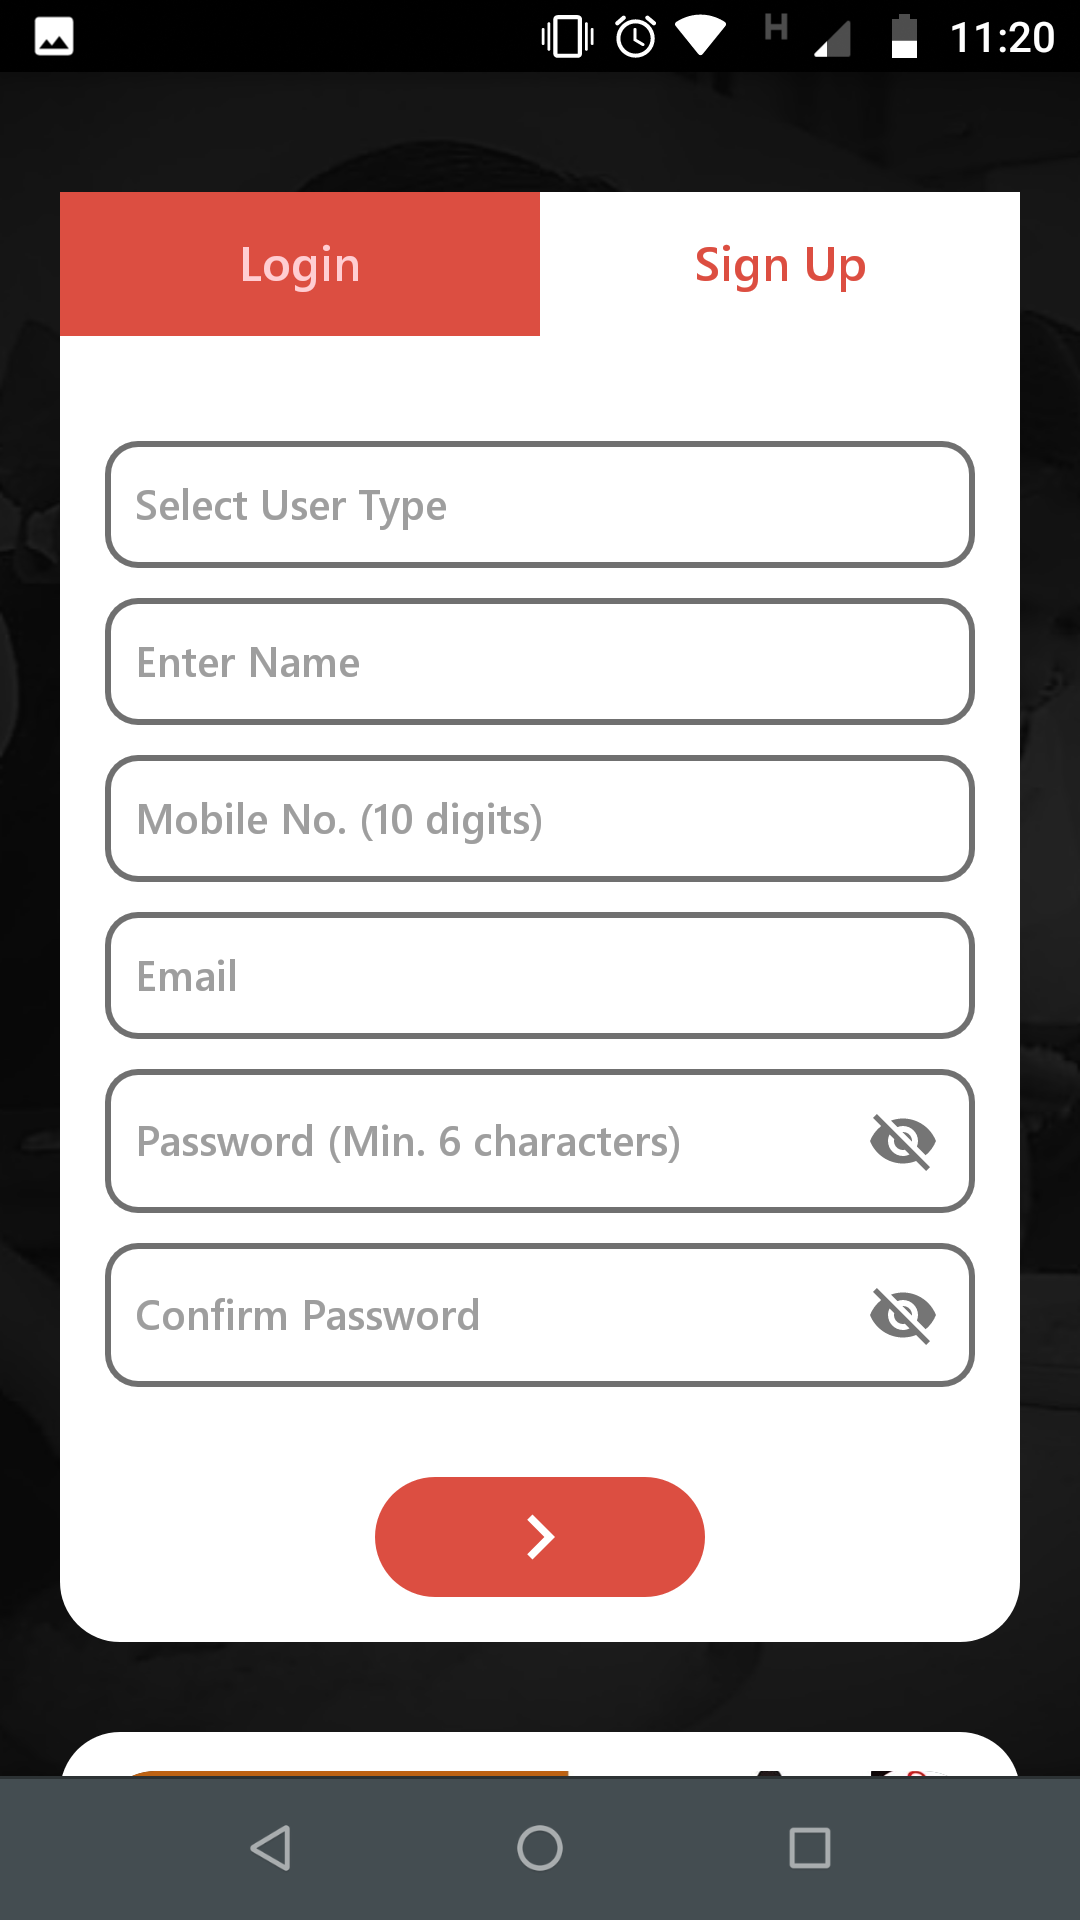 H 11:20
Login Sign Up
Select User Type
Enter Name
Mobile No. (10 digits)
Email
Password (Min. 6 characters)
Confirm Password